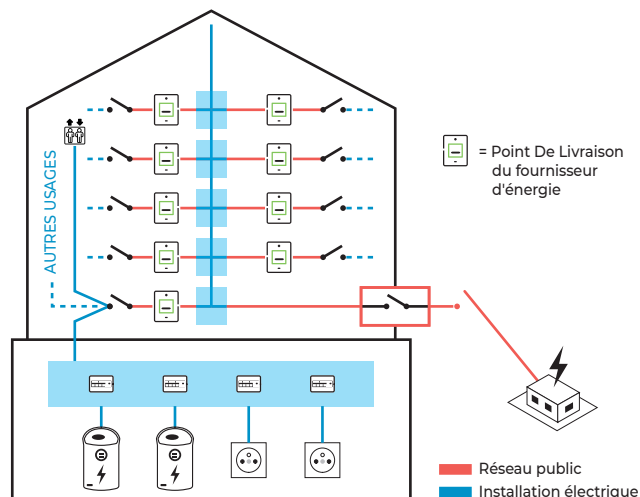 AUTRES USAGES
= Point De Livraison
du fournisseur
d'énergie
Réseau public
Installation électrique